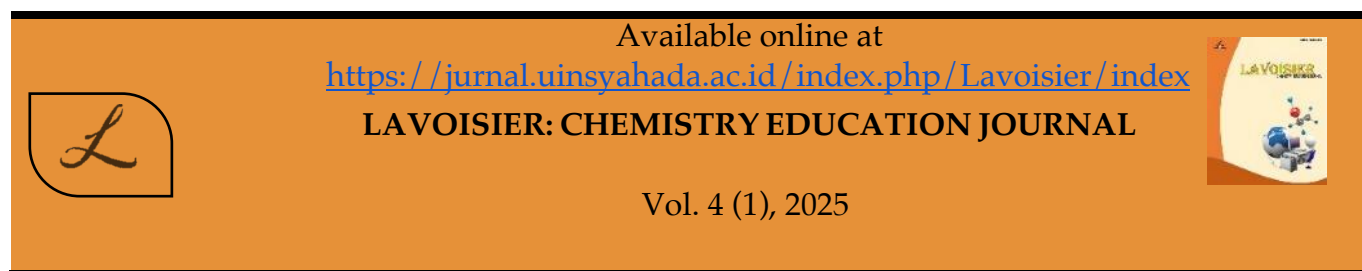 Available online at
https://jurnal.uinsyahada.ac.id/index.php/Lavoisier/index
LAVOISIER: CHEMISTRY EDUCATION JOURNAL
Vol. 4 (1), 2025
L
LAVOISIER